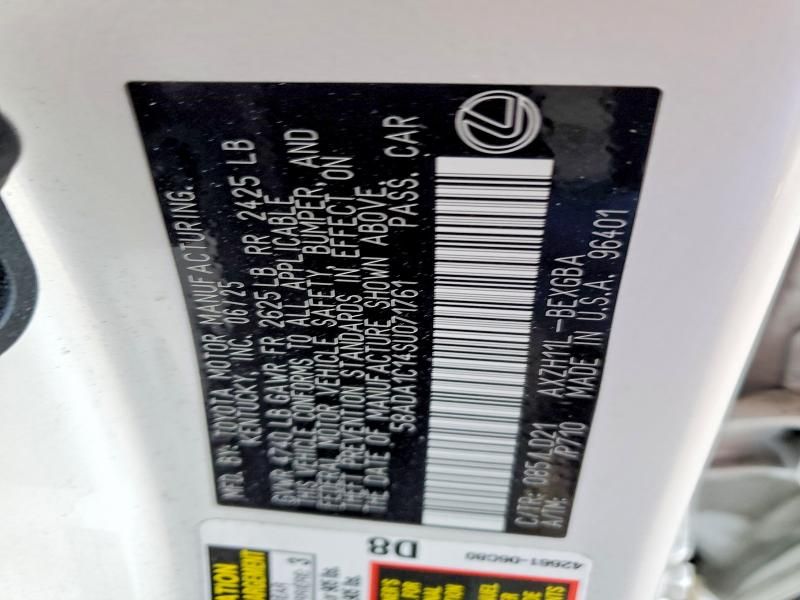 MFD. BY: TOYOTA MOTOR MANUFACTURING,
KENTUCKY, INC. 06/25
GVWR 4740 LB GAWR FR 2625 LB RR 2425 LB
THIS VEHICLE CONFORMS TO ALL APPLICABLE
FEDERAL MOTOR VEHICLE SAFETY, BUMPER, AND
THEFT PREVENTION STANDARDS IN EFFECT ON
THE DATE OF MANUFACTURE SHOWN ABOVE.
58ADA1C14SU071761 PASS. CAR
C/TR: 085/LD21 AXZH11L-BEXGBA
A/TM: /P710 MADE IN U.S.A. 96401
D8
42661-06C80